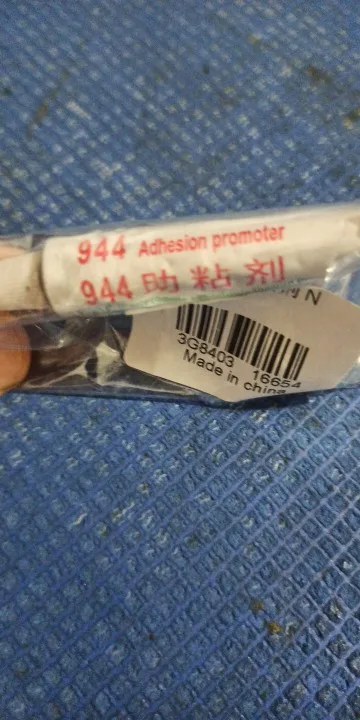 944 Adhesion promoter
944 助粘剂
N
3G8403 16654
Made in china